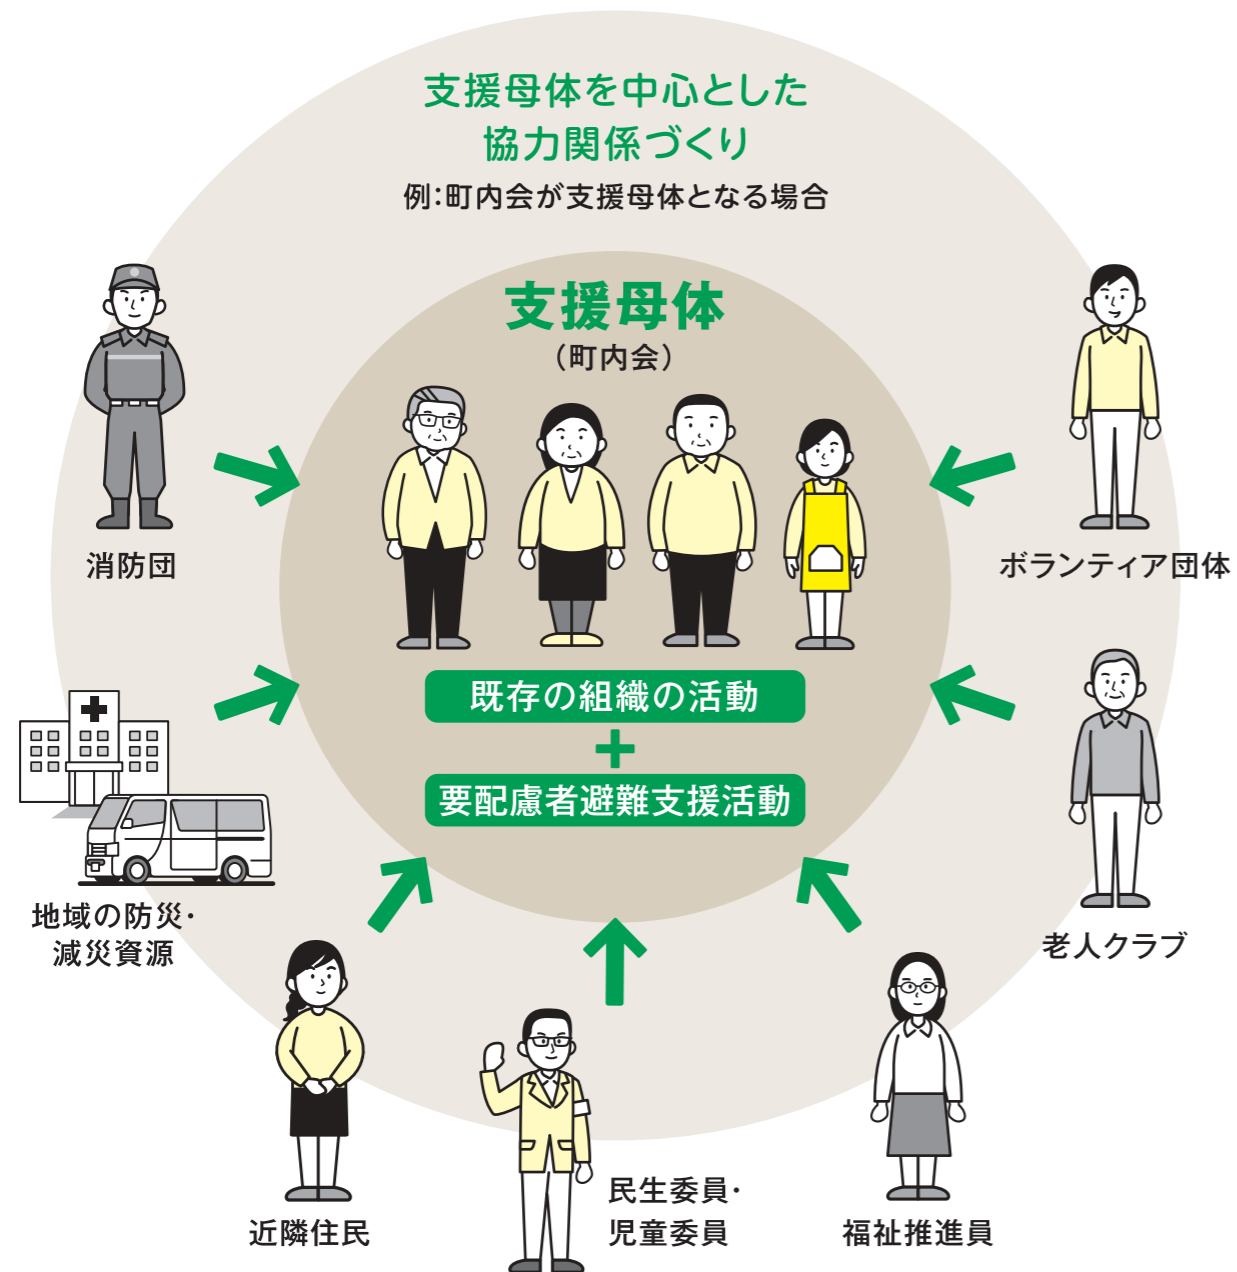 支援母体を中心とした
協力関係づくり
例：町内会が支援母体となる場合
支援母体
（町内会）
消防団
ボランティア団体
既存の組織の活動
+
要配慮者避難支援活動
地域の防災・
減災資源
老人クラブ
近隣住民
民生委員・
児童委員
福祉推進員